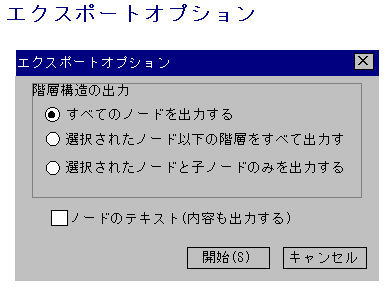 エクスポートオプション
エクスポートオプション
階層構造の出力
すべてのノードを出力する
選択されたノード以下の階層をすべて出力す
選択されたノードと子ノードのみを出力する
ノードのテキスト(内容も出力する)
開始(S) キャンセル